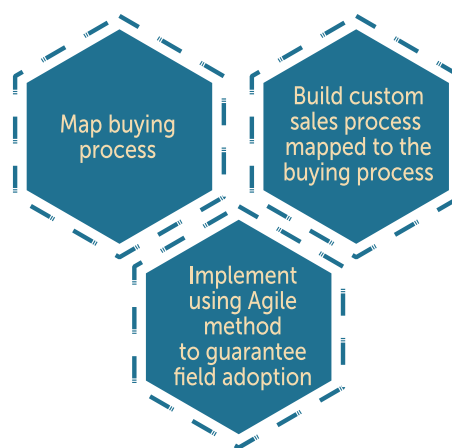 Map buying
process
Build custom
sales process
mapped to the
buying process
Implement
using Agile
method
to guarantee
field adoption